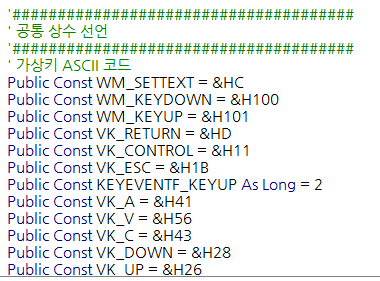 '####################################
' 공통 상수 선언
'####################################
' 가상키 ASCII 코드
Public Const WM_SETTEXT = &HC
Public Const WM_KEYDOWN = &H100
Public Const WM_KEYUP = &H101
Public Const VK_RETURN = &HD
Public Const VK_CONTROL = &H11
Public Const VK_ESC = &H1B
Public Const KEYEVENTF_KEYUP As Long = 2
Public Const VK_A = &H41
Public Const VK_V = &H56
Public Const VK_C = &H43
Public Const VK_DOWN = &H28
Public Const VK_UP = &H26